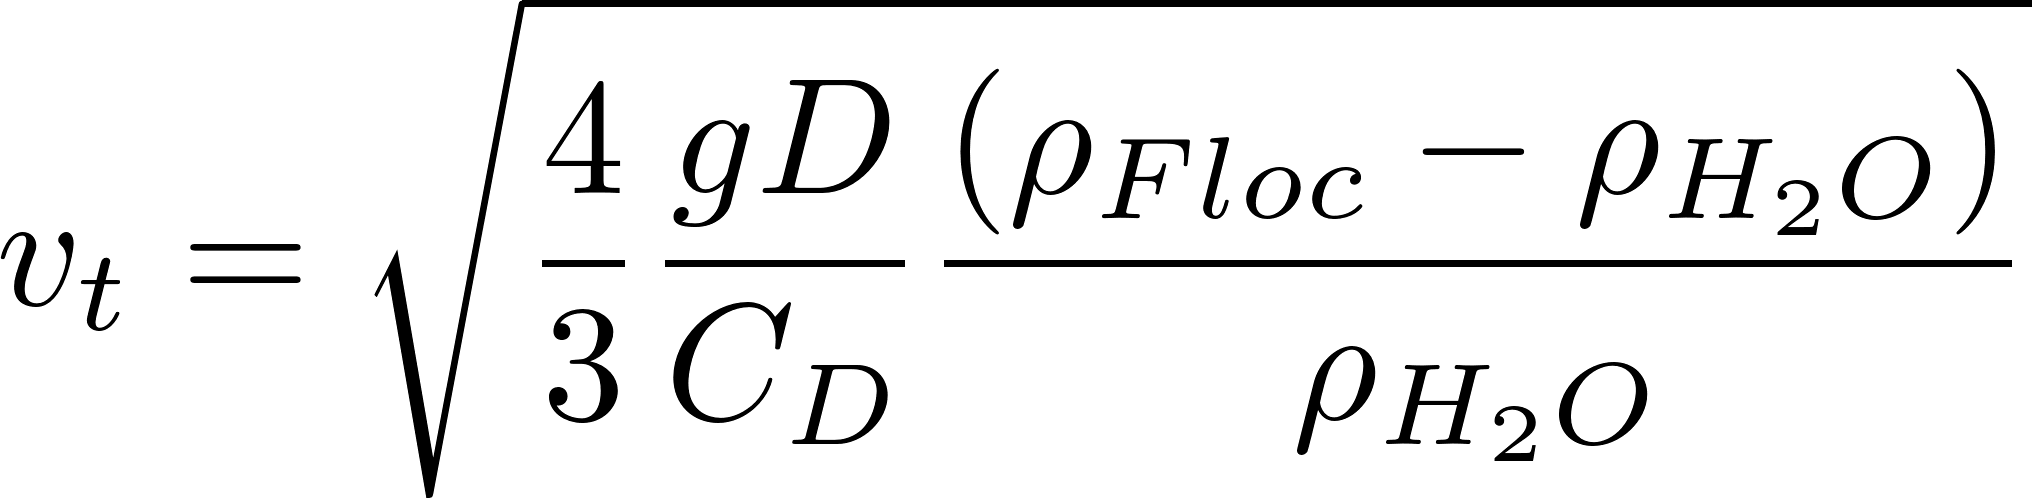 $v_t = \sqrt{\frac{4}{3} \frac{gD}{C_D} \frac{(\rho_{Floc} - \rho_{H_2O})}{\rho_{H_2O}}}$